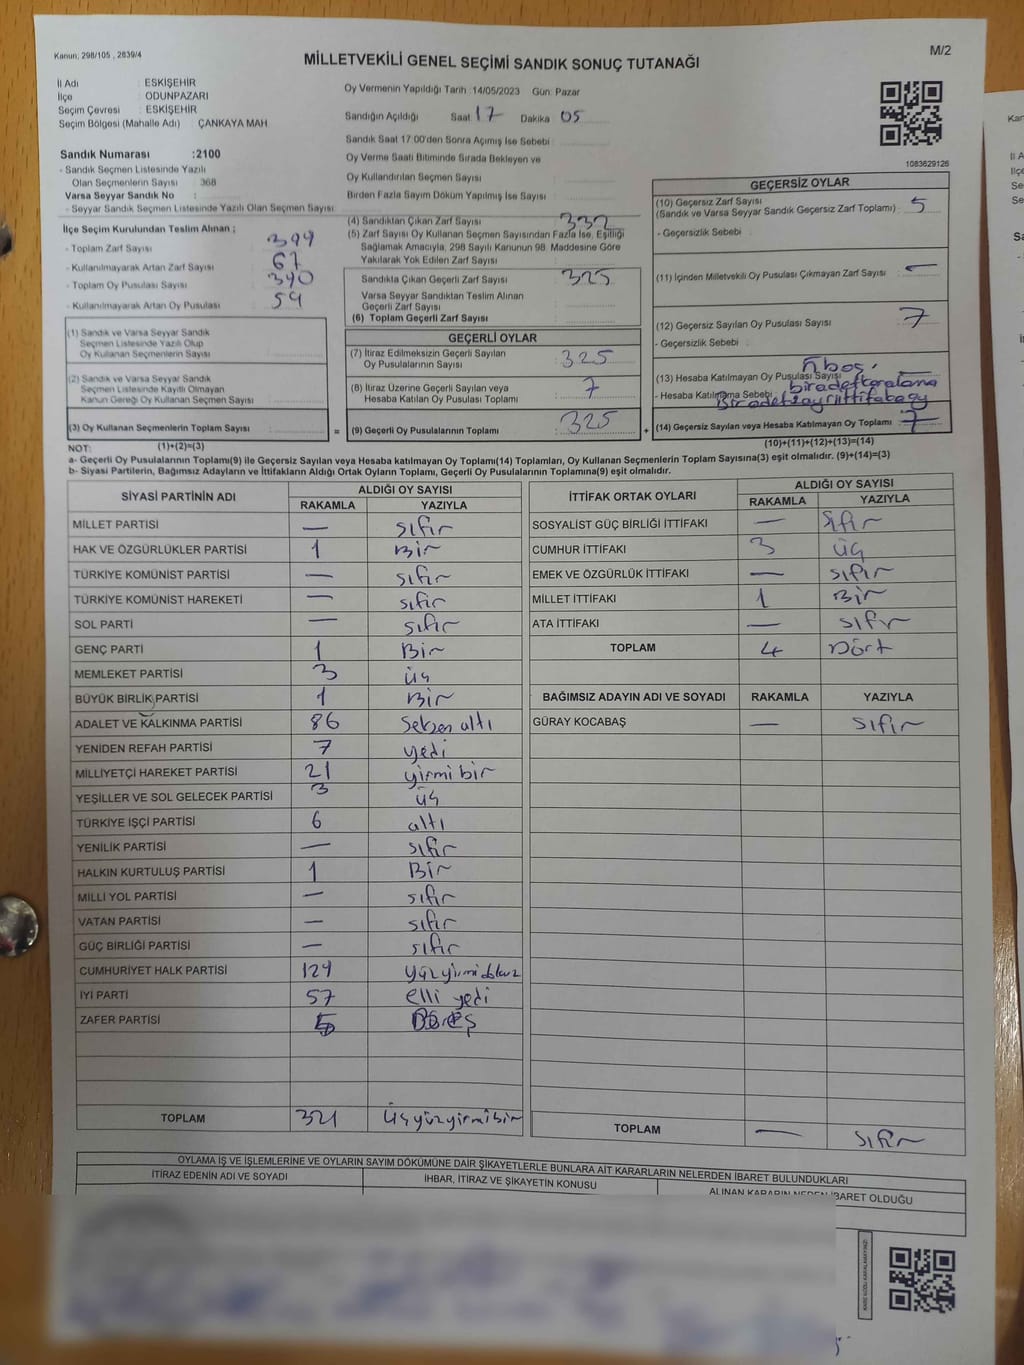 Kanun: 298/105 , 2839/4
MİLLETVEKİLİ GENEL SEÇİMİ SANDIK SONUÇ TUTANAĞI
M/2
İl Adı : ESKİŞEHİR
İlçe : ODUNPAZARI
Seçim Çevresi : ESKİŞEHİR
Seçim Bölgesi (Mahalle Adı) : ÇANKAYA MAH
Sandık Numarası :2100
- Sandık Seçmen Listesinde Yazılı
Olan Seçmenlerin Sayısı : 368
Varsa Seyyar Sandık No :
- Seyyar Sandık Seçmen Listesinde Yazılı Olan Seçmen Sayısı :
Oy Vermenin Yapıldığı Tarih :14/05/2023 Gün: Pazar
Sandığın Açıldığı Saat: 17 Dakika: 05
Sandık Saat 17:00'den Sonra Açılmış İse Sebebi :
Oy Verme Saati Bitiminde Sırada Bekleyen ve
Oy Kullandırılan Seçmen Sayısı
Birden Fazla Sayım Döküm Yapılmış İse Sayısı :
1083629126
İlçe Seçim Kurulundan Teslim Alınan ;
- Toplam Zarf Sayısı : 399
- Kullanılmayarak Artan Zarf Sayısı : 67
- Toplam Oy Pusulası Sayısı : 390
- Kullanılmayarak Artan Oy Pusulası : 59
(4) Sandıktan Çıkan Zarf Sayısı : 332
(5) Zarf Sayısı Oy Kullanan Seçmen Sayısından Fazla İse, Eşitliği
Sağlamak Amacıyla, 298 Sayılı Kanunun 98. Maddesine Göre
Yakılarak Yok Edilen Zarf Sayısı :
Sandıkta Çıkan Geçerli Zarf Sayısı : 325
Varsa Seyyar Sandıktan Teslim Alınan
Geçerli Zarf Sayısı
(6) Toplam Geçerli Zarf Sayısı :
GEÇERSİZ OYLAR
(10) Geçersiz Zarf Sayısı
(Sandık ve Varsa Seyyar Sandık Geçersiz Zarf Toplamı) : 5
- Geçersizlik Sebebi :
(11) İçinden Milletvekili Oy Pusulası Çıkmayan Zarf Sayısı : —
(12) Geçersiz Sayılan Oy Pusulası Sayısı : 7
- Geçersizlik Sebebi :
(13) Hesaba Katılmayan Oy Pusulası Sayısı :
- Hesaba Katılmama Sebebi :
(14) Geçersiz Sayılan veya Hesaba Katılmayan Oy Toplamı : 7
(1) Sandık ve Varsa Seyyar Sandık
Seçmen Listesinde Yazılı Olup
Oy Kullanan Seçmenlerin Sayısı :
(2) Sandık ve Varsa Seyyar Sandık
Seçmen Listesinde Kayıtlı Olmayan
Kanun Gereği Oy Kullanan Seçmen Sayısı :
(3) Oy Kullanan Seçmenlerin Toplam Sayısı : =
GEÇERLİ OYLAR
(7) İtiraz Edilmeksizin Geçerli Sayılan
Oy Pusulalarının Sayısı : 325
(8) İtiraz Üzerine Geçerli Sayılan veya
Hesaba Katılan Oy Pusulası Toplamı : 7
(9) Geçerli Oy Pusulalarının Toplamı : 325 +
NOT: (1)+(2)=(3) (10)+(11)+(12)+(13)=(14)
a- Geçerli Oy Pusulalarının Toplamı(9) ile Geçersiz Sayılan veya Hesaba katılmayan Oy Toplamı(14) Toplamları, Oy Kullanan Seçmenlerin Toplam Sayısına(3) eşit olmalıdır. (9)+(14)=(3)
b- Siyasi Partilerin, Bağımsız Adayların ve İttifakların Aldığı Ortak Oyların Toplamı, Geçerli Oy Pusulalarının Toplamına(9) eşit olmalıdır.
SİYASİ PARTİNİN ADI ALDIĞI OY SAYISI
RAKAMLA YAZIYLA
MİLLET PARTİSİ — sıfır
HAK VE ÖZGÜRLÜKLER PARTİSİ 1 Bir
TÜRKİYE KOMÜNİST PARTİSİ — sıfır
TÜRKİYE KOMÜNİST HAREKETİ — sıfır
SOL PARTİ — sıfır
GENÇ PARTİ 1 Bir
MEMLEKET PARTİSİ 3 üç
BÜYÜK BİRLİK PARTİSİ 1 Bir
ADALET VE KALKINMA PARTİSİ 86 seksen altı
YENİDEN REFAH PARTİSİ 7 yedi
MİLLİYETÇİ HAREKET PARTİSİ 21 yirmi bir
YEŞİLLER VE SOL GELECEK PARTİSİ 3 üç
TÜRKİYE İŞÇİ PARTİSİ 6 altı
YENİLİK PARTİSİ — sıfır
HALKIN KURTULUŞ PARTİSİ 1 Bir
MİLLİ YOL PARTİSİ — sıfır
VATAN PARTİSİ — sıfır
GÜÇ BİRLİĞİ PARTİSİ — sıfır
CUMHURİYET HALK PARTİSİ 129 yüzyirmidokuz
İYİ PARTİ 57 elli yedi
ZAFER PARTİSİ 5
TOPLAM 321 üçyüzyirmibir
İTTİFAK ORTAK OYLARI ALDIĞI OY SAYISI
RAKAMLA YAZIYLA
SOSYALİST GÜÇ BİRLİĞİ İTTİFAKI — sıfır
CUMHUR İTTİFAKI 3 üç
EMEK VE ÖZGÜRLÜK İTTİFAKI — sıfır
MİLLET İTTİFAKI 1 Bir
ATA İTTİFAKI — sıfır
TOPLAM 4 Dört
BAĞIMSIZ ADAYIN ADI VE SOYADI RAKAMLA YAZIYLA
GÜRAY KOCABAŞ — sıfır
TOPLAM — sıfır
OYLAMA İŞ VE İŞLEMLERİNE VE OYLARIN SAYIM DÖKÜMÜNE DAİR ŞİKAYETLERLE BUNLARA AİT KARARLARIN NELERDEN İBARET BULUNDUKLARI
İTİRAZ EDENİN ADI VE SOYADI İHBAR, İTİRAZ VE ŞİKAYETİN KONUSU ALINAN KARARIN NEDEN İBARET OLDUĞU
KARE KODU KARALAMAYINIZ!